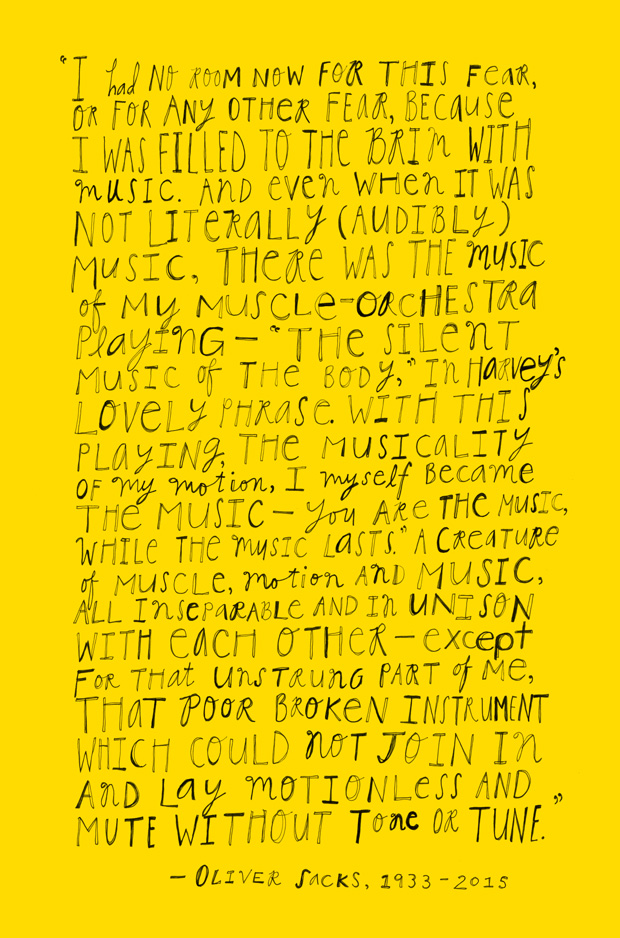 “I had NO ROOM NOW FOR THIS FeaR,
OR FOR ANy OTHeR FEAR, BECause
I WAS FILLED TO THE BRIM WITH
music. AND even WHen IT WAS
NOT LITERALLY (AUDIBLY)
MUSIC, THERe WAS THE MUSIC
of My MUSCLe-ORCHESTRA
PlayING — “THe SILENT
MUSIC of THe BODy,” IN HaRvey's
LOVeLY PHRASe. WITH THIS
PLAYING, THe MUSICALITY
OF my motion, I myself Became
THe MUSIC — You ARe THE MUSIC,
WHILe THe music LASTS.” A CREATURE
of MUSCLE, motion AND MUSIC,
ALL INSePARABLE AND In UNISON
WITH eACH OTHeR — except
FOR THAT UNSTRUNG PART of Me,
THAT POOR BROKeN INSTRUMENT
WHICH COULD NOT JOIN IN
AND Lay MOTIONLeSS AND
MUTE WITHOUT Tone OR TUNE.”
— OLIVER SACKS, 1933-2015